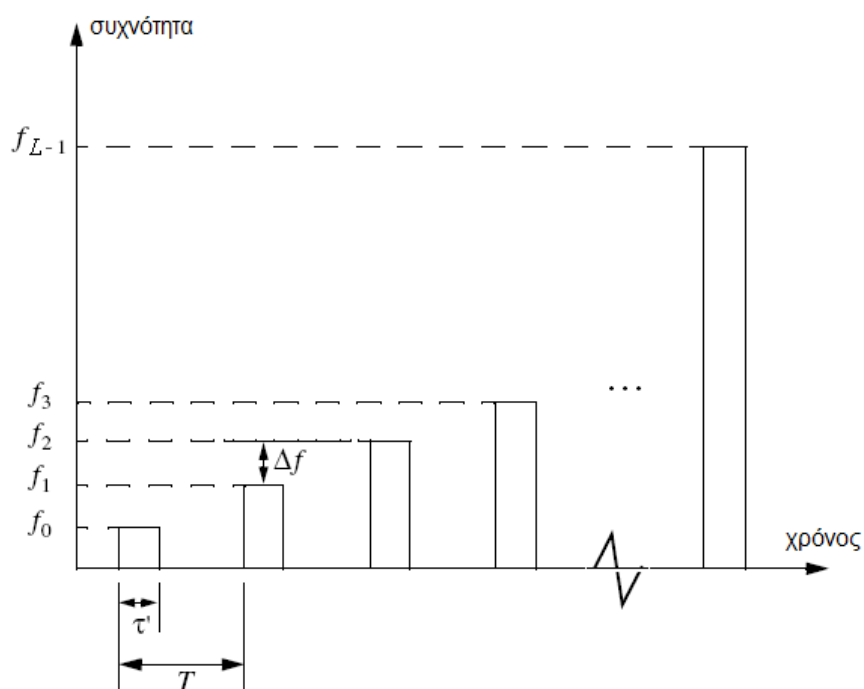 συχνότητα
f_{L-1}
f_3
...
f_2
Δf
f_1
f_0
χρόνος
τ'
T